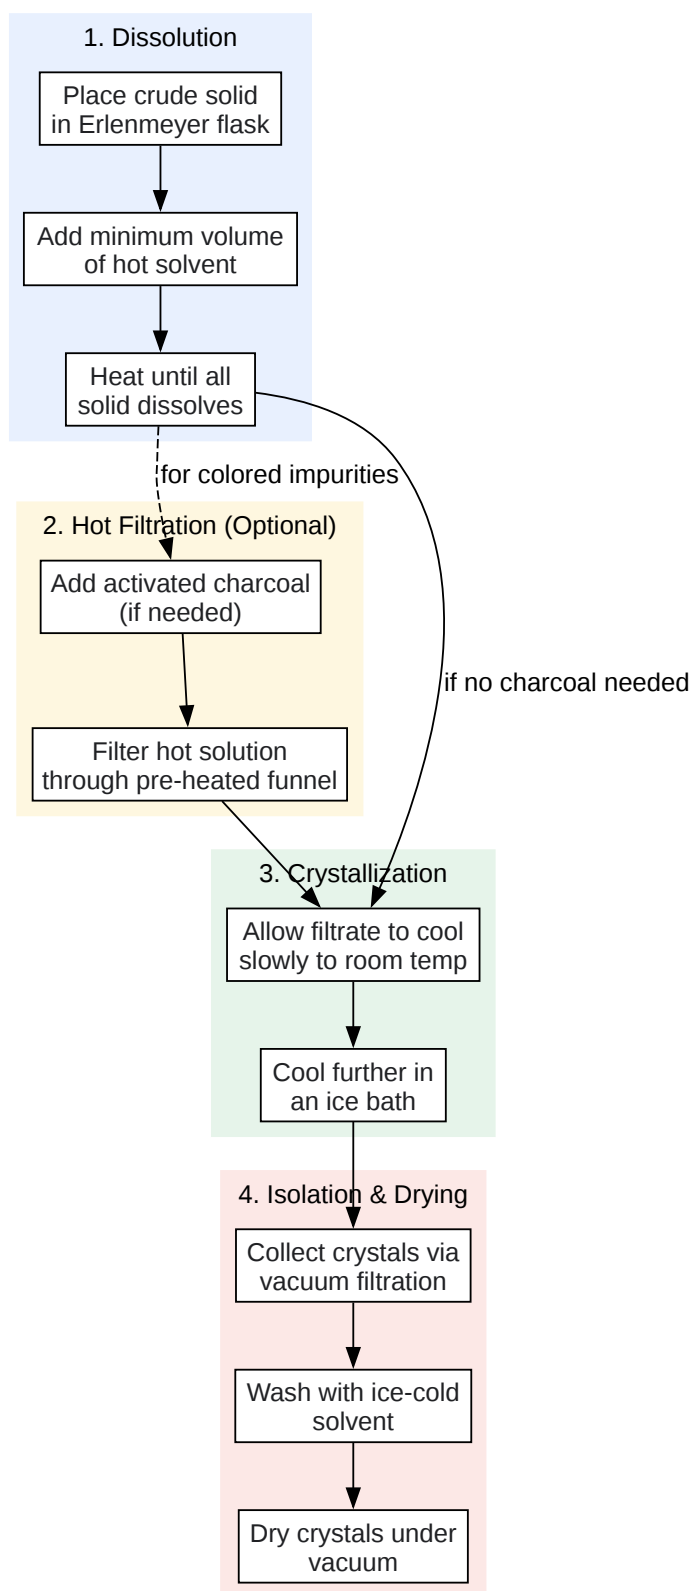 1. Dissolution
Place crude solid
in Erlenmeyer flask
Add minimum volume
of hot solvent
Heat until all
solid dissolves
for colored impurities
2. Hot Filtration (Optional)
Add activated charcoal
(if needed)
if no charcoal needed
Filter hot solution
through pre-heated funnel
3. Crystallization
Allow filtrate to cool
slowly to room temp
Cool further in
an ice bath
4. Isolation & Drying
Collect crystals via
vacuum filtration
Wash with ice-cold
solvent
Dry crystals under
vacuum